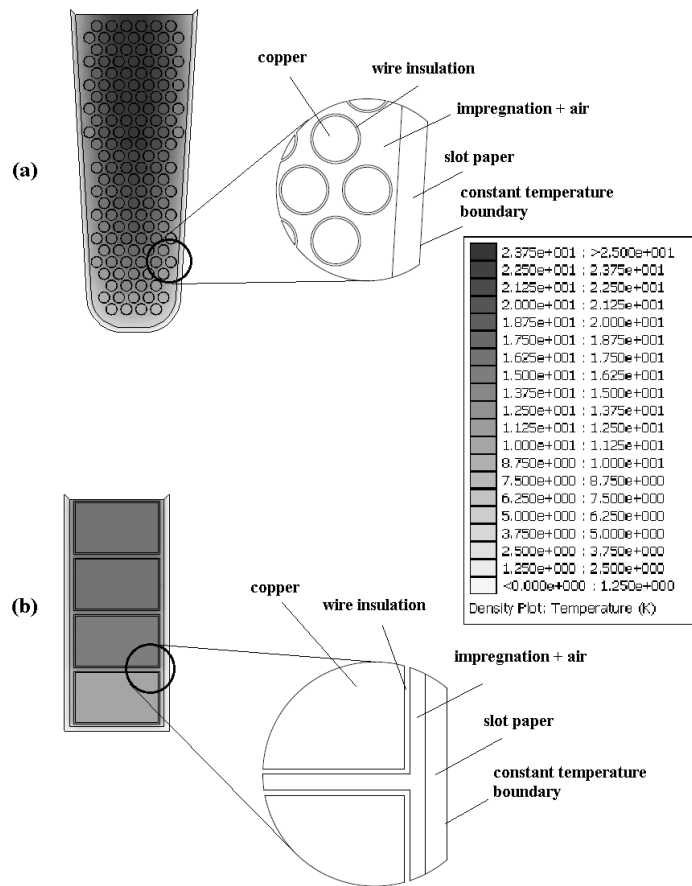 copper
wire insulation
impregnation + air
slot paper
constant temperature
boundary
(a)
2.375e+001 : >2.500e+001
2.250e+001 : 2.375e+001
2.125e+001 : 2.250e+001
2.000e+001 : 2.125e+001
1.875e+001 : 2.000e+001
1.750e+001 : 1.875e+001
1.625e+001 : 1.750e+001
1.500e+001 : 1.625e+001
1.375e+001 : 1.500e+001
1.250e+001 : 1.375e+001
1.125e+001 : 1.250e+001
1.000e+001 : 1.125e+001
8.750e+000 : 1.000e+001
7.500e+000 : 8.750e+000
6.250e+000 : 7.500e+000
5.000e+000 : 6.250e+000
3.750e+000 : 5.000e+000
2.500e+000 : 3.750e+000
1.250e+000 : 2.500e+000
<0.000e+000 : 1.250e+000
Density Plot: Temperature (K)
(b)
copper
wire insulation
impregnation + air
slot paper
constant temperature
boundary